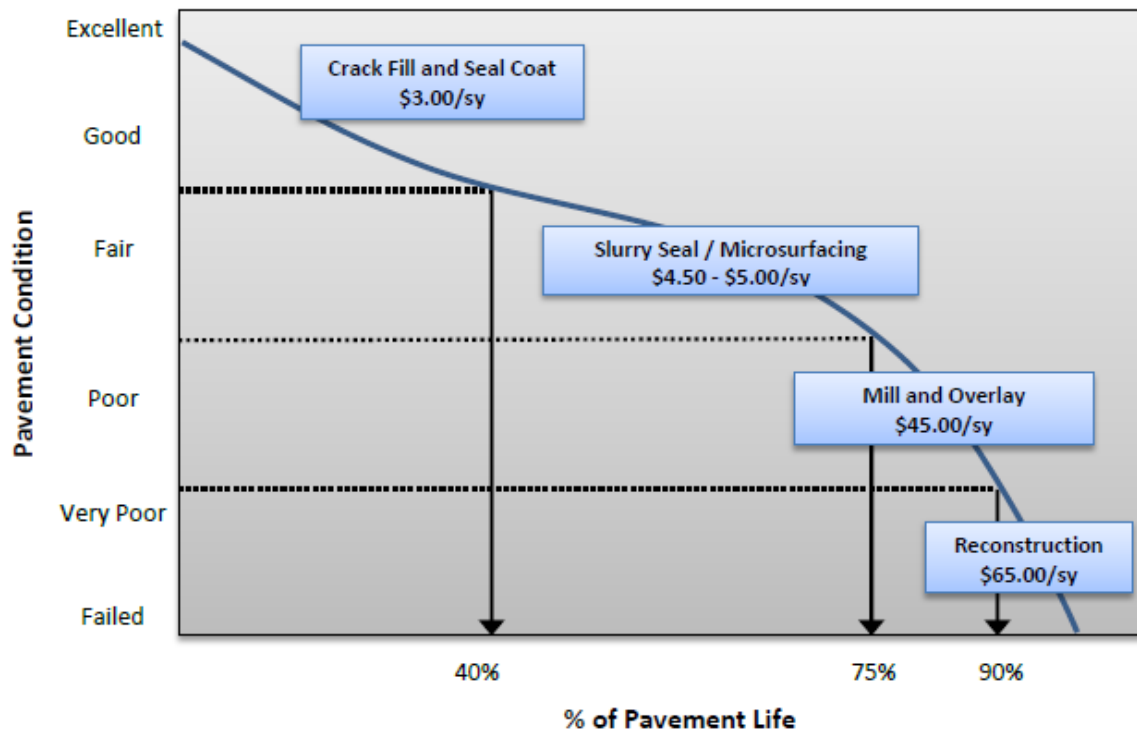 Excellent
Good
Fair
Poor
Very Poor
Failed
Pavement Condition
Crack Fill and Seal Coat
$3.00/sy
Slurry Seal / Microsurfacing
$4.50 - $5.00/sy
Mill and Overlay
$45.00/sy
Reconstruction
$65.00/sy
40%
75%
90%
% of Pavement Life